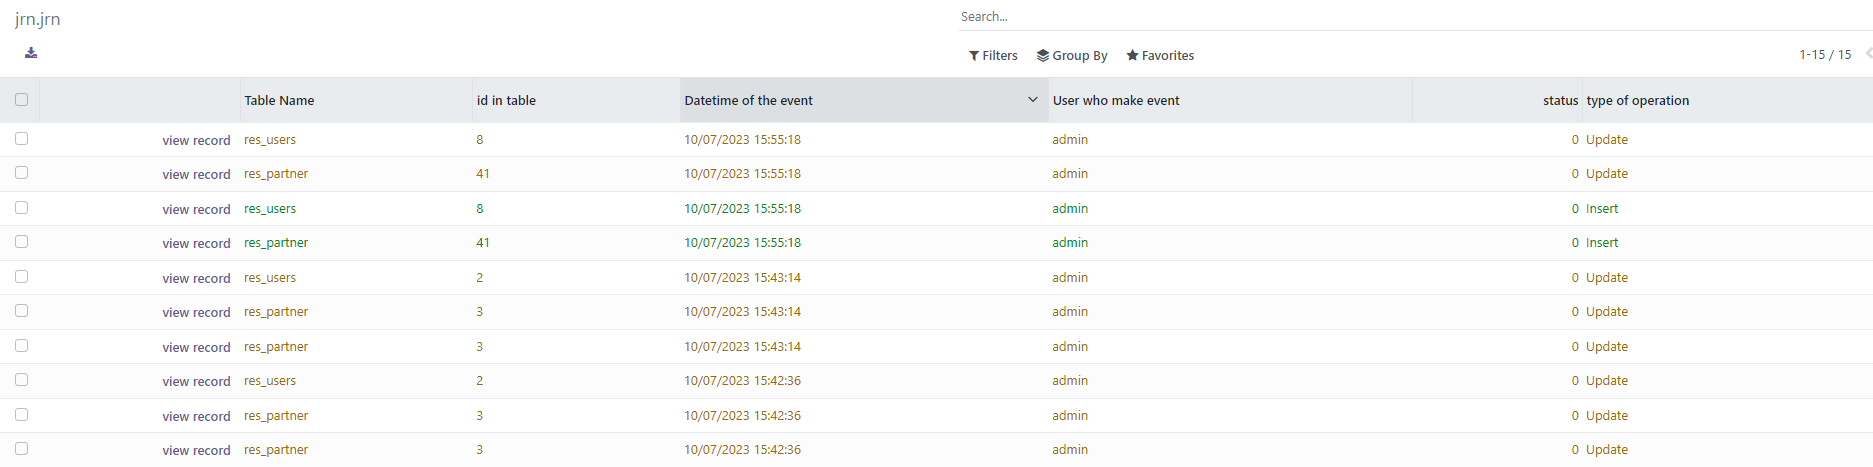 jrn.jrn
Search...
Filters Group By Favorites 1-15 / 15
Table Name id in table Datetime of the event User who make event status type of operation
view record res_users 8 10/07/2023 15:55:18 admin 0 Update
view record res_partner 41 10/07/2023 15:55:18 admin 0 Update
view record res_users 8 10/07/2023 15:55:18 admin 0 Insert
view record res_partner 41 10/07/2023 15:55:18 admin 0 Insert
view record res_users 2 10/07/2023 15:43:14 admin 0 Update
view record res_partner 3 10/07/2023 15:43:14 admin 0 Update
view record res_partner 3 10/07/2023 15:43:14 admin 0 Update
view record res_users 2 10/07/2023 15:42:36 admin 0 Update
view record res_partner 3 10/07/2023 15:42:36 admin 0 Update
view record res_partner 3 10/07/2023 15:42:36 admin 0 Update